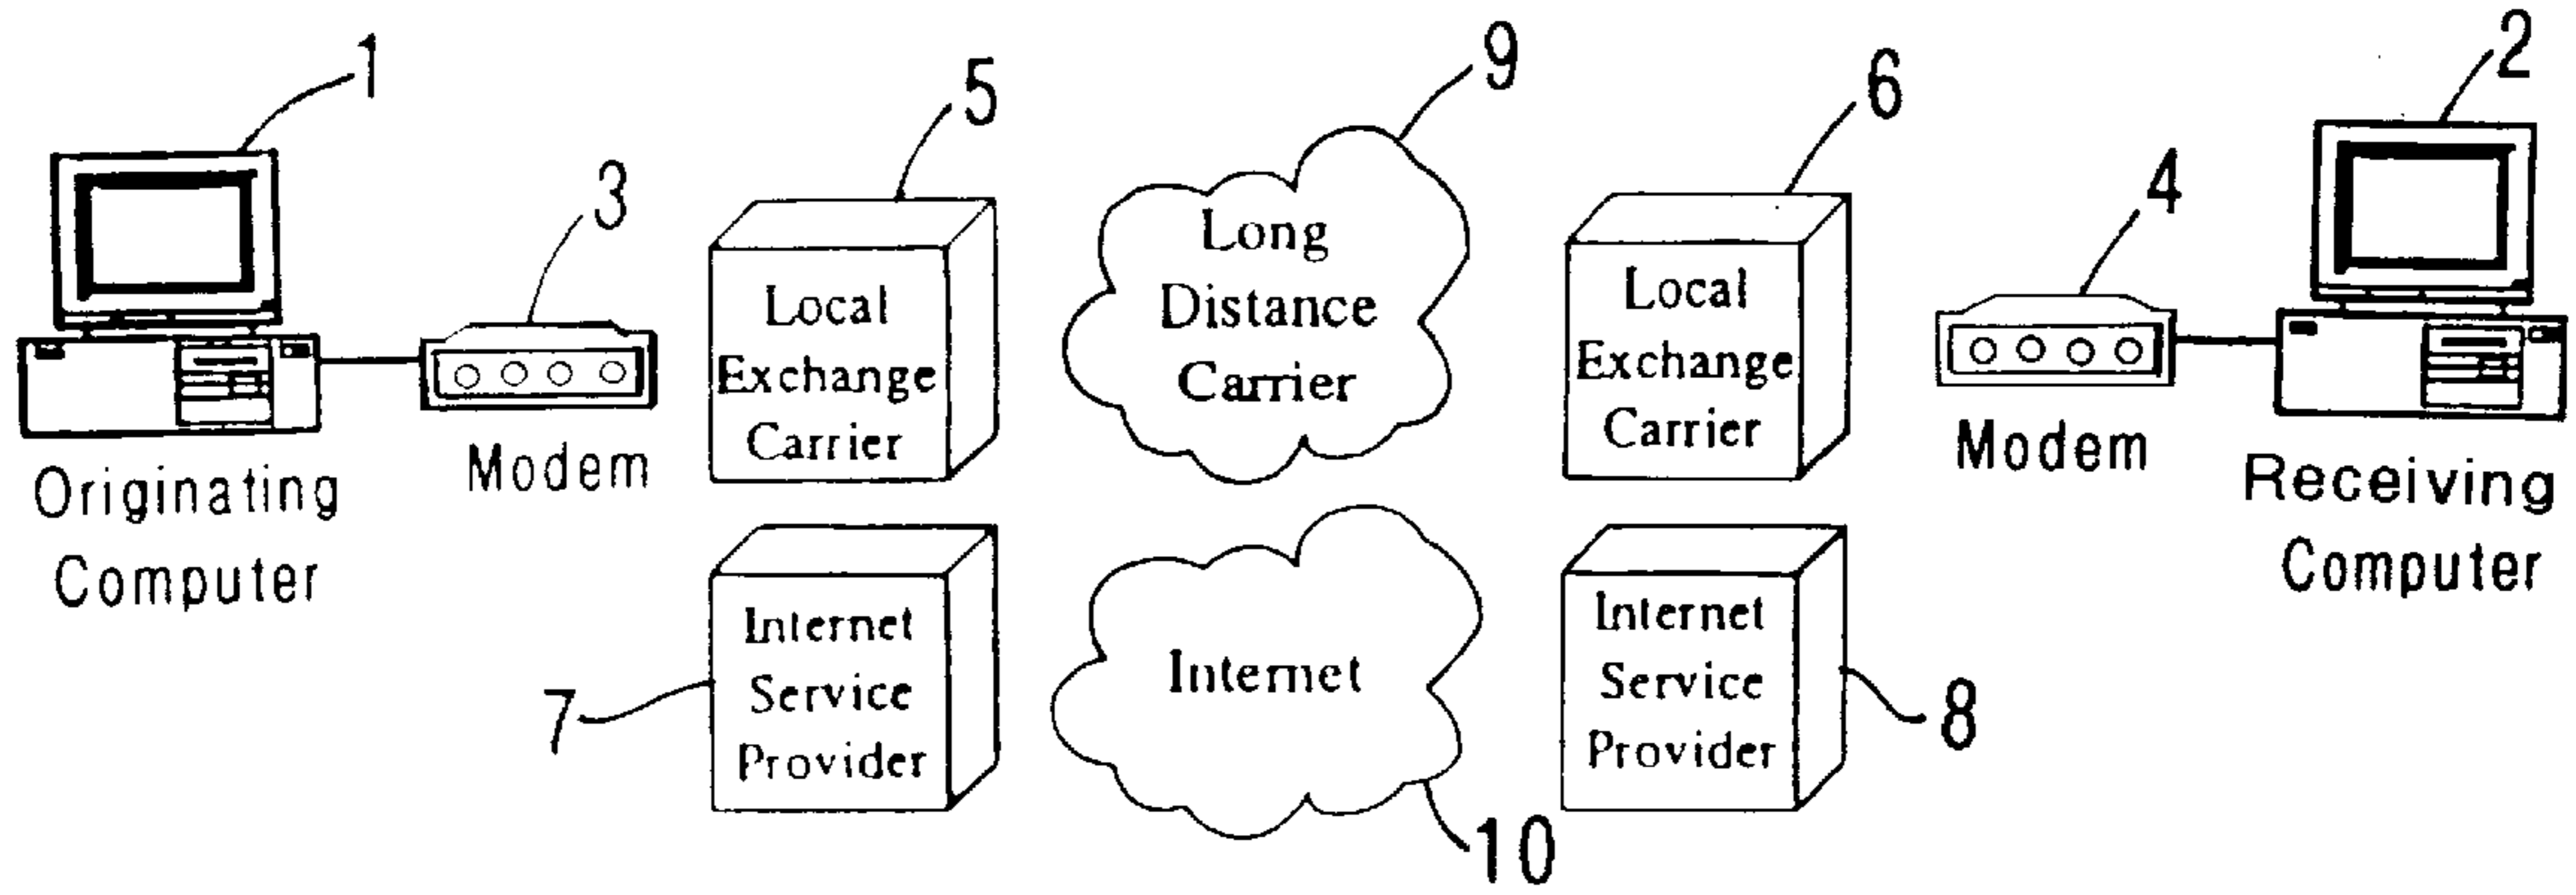 1
5
9
6
2
3
4
Long
Distance
Carrier
Local
Exchange
Carrier
Local
Exchange
Carrier
Modem
Modem
Originating
Computer
Receiving
Computer
Internet
Service
Provider
Internet
Internet
Service
Provider
7
8
10